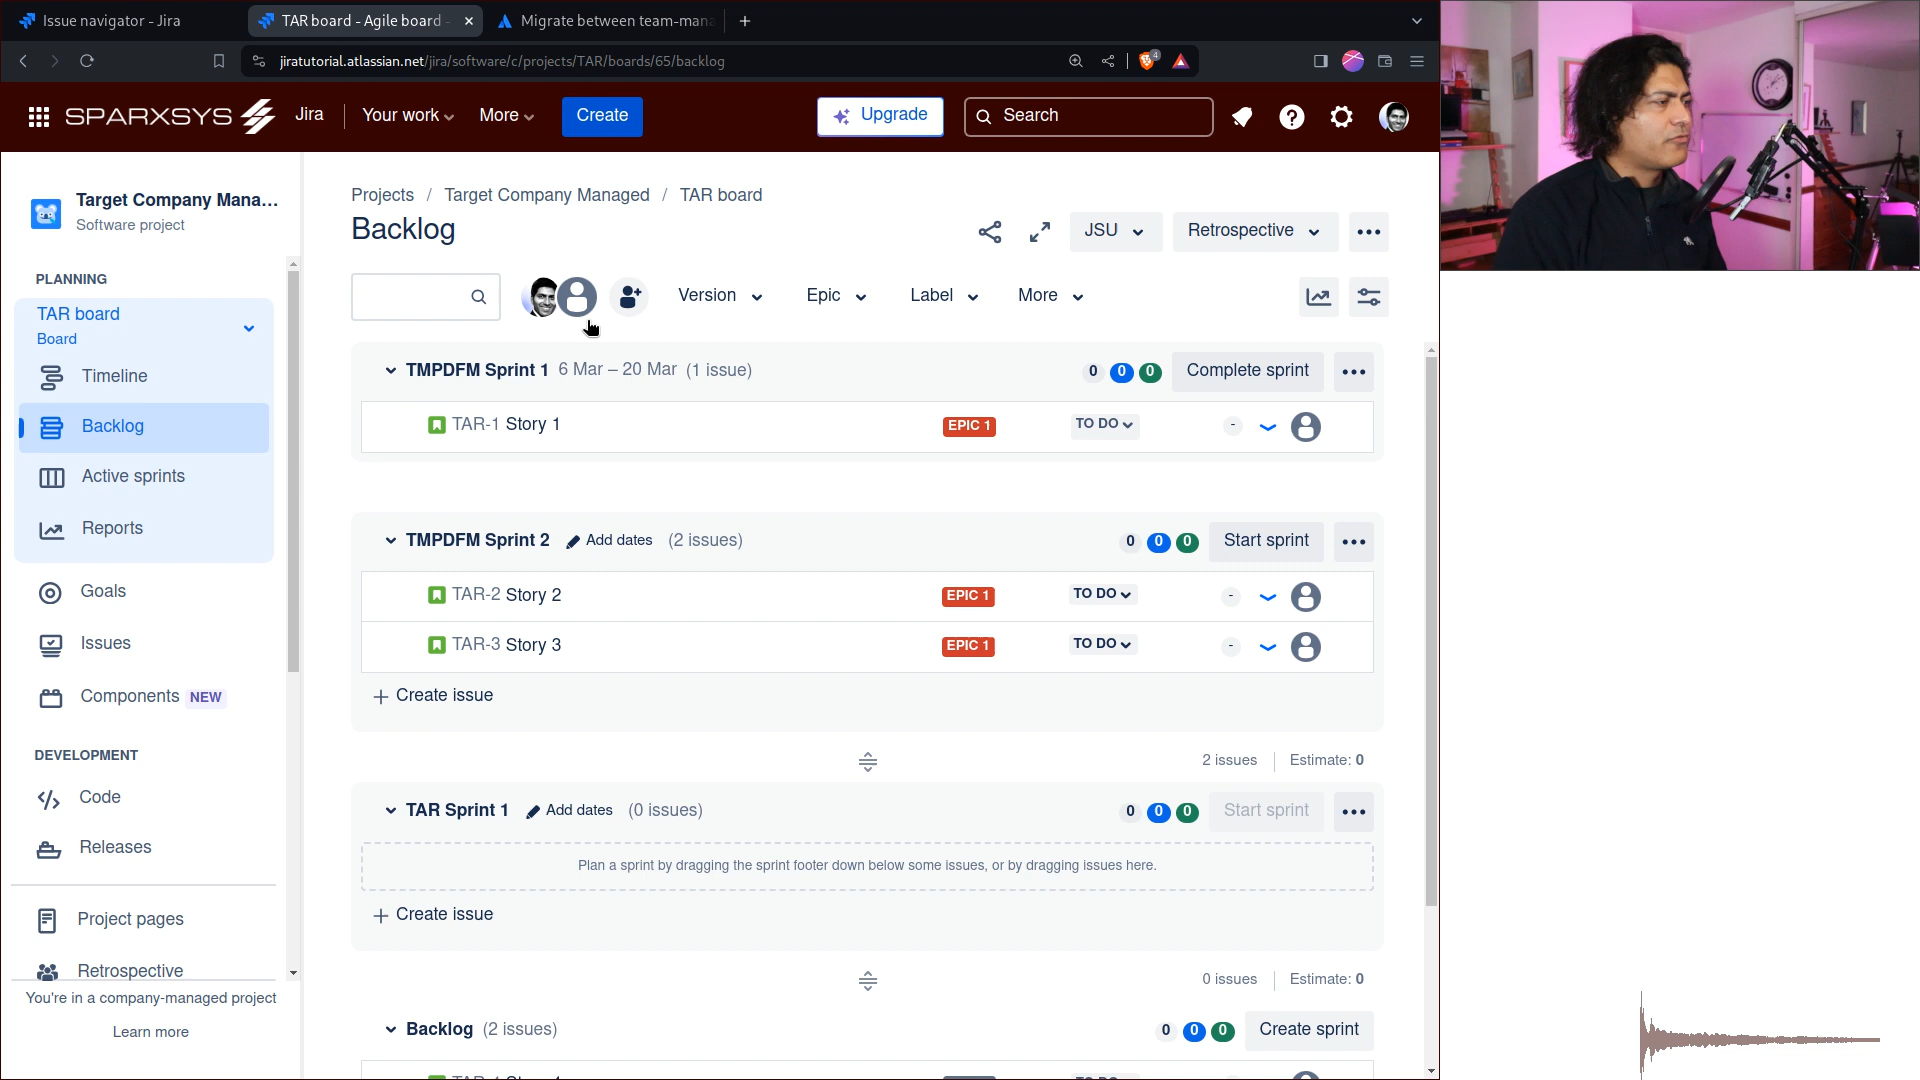 Issue navigator - Jira
TAR board - Agile board -
Migrate between team-mana
jiratutorial.atlassian.net/jira/software/c/projects/TAR/boards/65/backlog
4
SPARXSYS
Jira
Your work
More
Create
Upgrade
Search
Target Company Mana...
Software project
PLANNING
TAR board
Board
Timeline
Backlog
Active sprints
Reports
Goals
Issues
Components NEW
DEVELOPMENT
Code
Releases
Project pages
Retrospective
You're in a company-managed project
Learn more
Projects / Target Company Managed / TAR board
Backlog
JSU
Retrospective
Version
Epic
Label
More
TMPDFM Sprint 1 6 Mar – 20 Mar (1 issue)
0 0 0 Complete sprint
TAR-1 Story 1 EPIC 1 TO DO -
TMPDFM Sprint 2 Add dates (2 issues)
0 0 0 Start sprint
TAR-2 Story 2 EPIC 1 TO DO -
TAR-3 Story 3 EPIC 1 TO DO -
+ Create issue
2 issues Estimate: 0
TAR Sprint 1 Add dates (0 issues)
0 0 0 Start sprint
Plan a sprint by dragging the sprint footer down below some issues, or by dragging issues here.
+ Create issue
0 issues Estimate: 0
Backlog (2 issues)
0 0 0 Create sprint